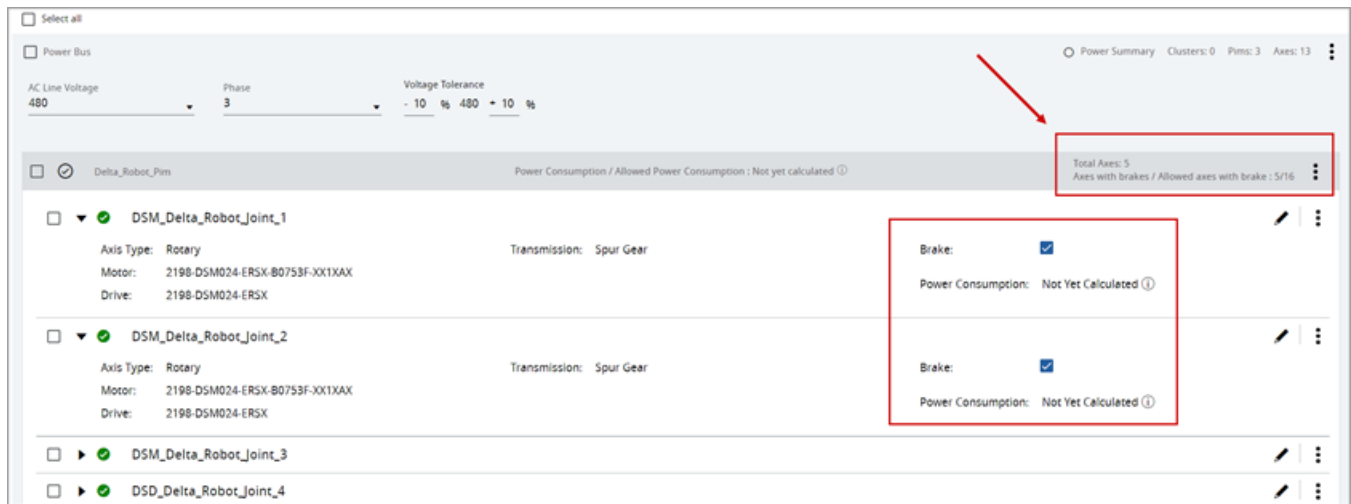 Select all
Power Bus
Power Summary Clusters: 0 Pims: 3 Axes: 13
AC Line Voltage
480
Phase
3
Voltage Tolerance
- 10 % 480 + 10 %
Delta_Robot_Pim
Power Consumption / Allowed Power Consumption : Not yet calculated
Total Axes: 5
Axes with brakes / Allowed axes with brake : 5/16
DSM_Delta_Robot_Joint_1
Axis Type: Rotary
Transmission: Spur Gear
Brake:
Motor: 2198-DSM024-ERSX-B0753F-XX1XAX
Power Consumption: Not Yet Calculated
Drive: 2198-DSM024-ERSX
DSM_Delta_Robot_Joint_2
Axis Type: Rotary
Transmission: Spur Gear
Brake:
Motor: 2198-DSM024-ERSX-B0753F-XX1XAX
Power Consumption: Not Yet Calculated
Drive: 2198-DSM024-ERSX
DSM_Delta_Robot_Joint_3
DSD_Delta_Robot_Joint_4